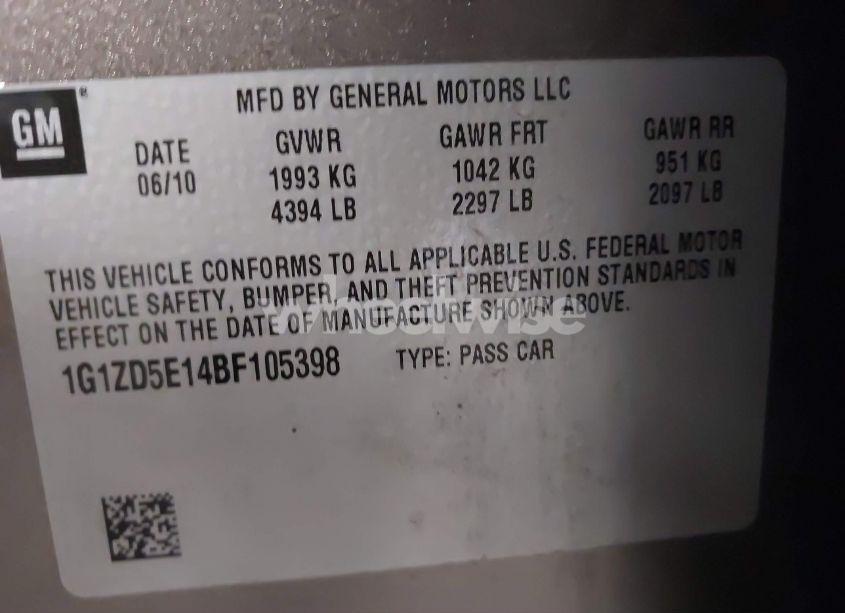 GM
MFD BY GENERAL MOTORS LLC
DATE GVWR GAWR FRT GAWR RR
06/10 1993 KG 1042 KG 951 KG
4394 LB 2297 LB 2097 LB
THIS VEHICLE CONFORMS TO ALL APPLICABLE U.S. FEDERAL MOTOR
VEHICLE SAFETY, BUMPER, AND THEFT PREVENTION STANDARDS IN
EFFECT ON THE DATE OF MANUFACTURE SHOWN ABOVE.
wheelwise
1G1ZD5E14BF105398 TYPE: PASS CAR